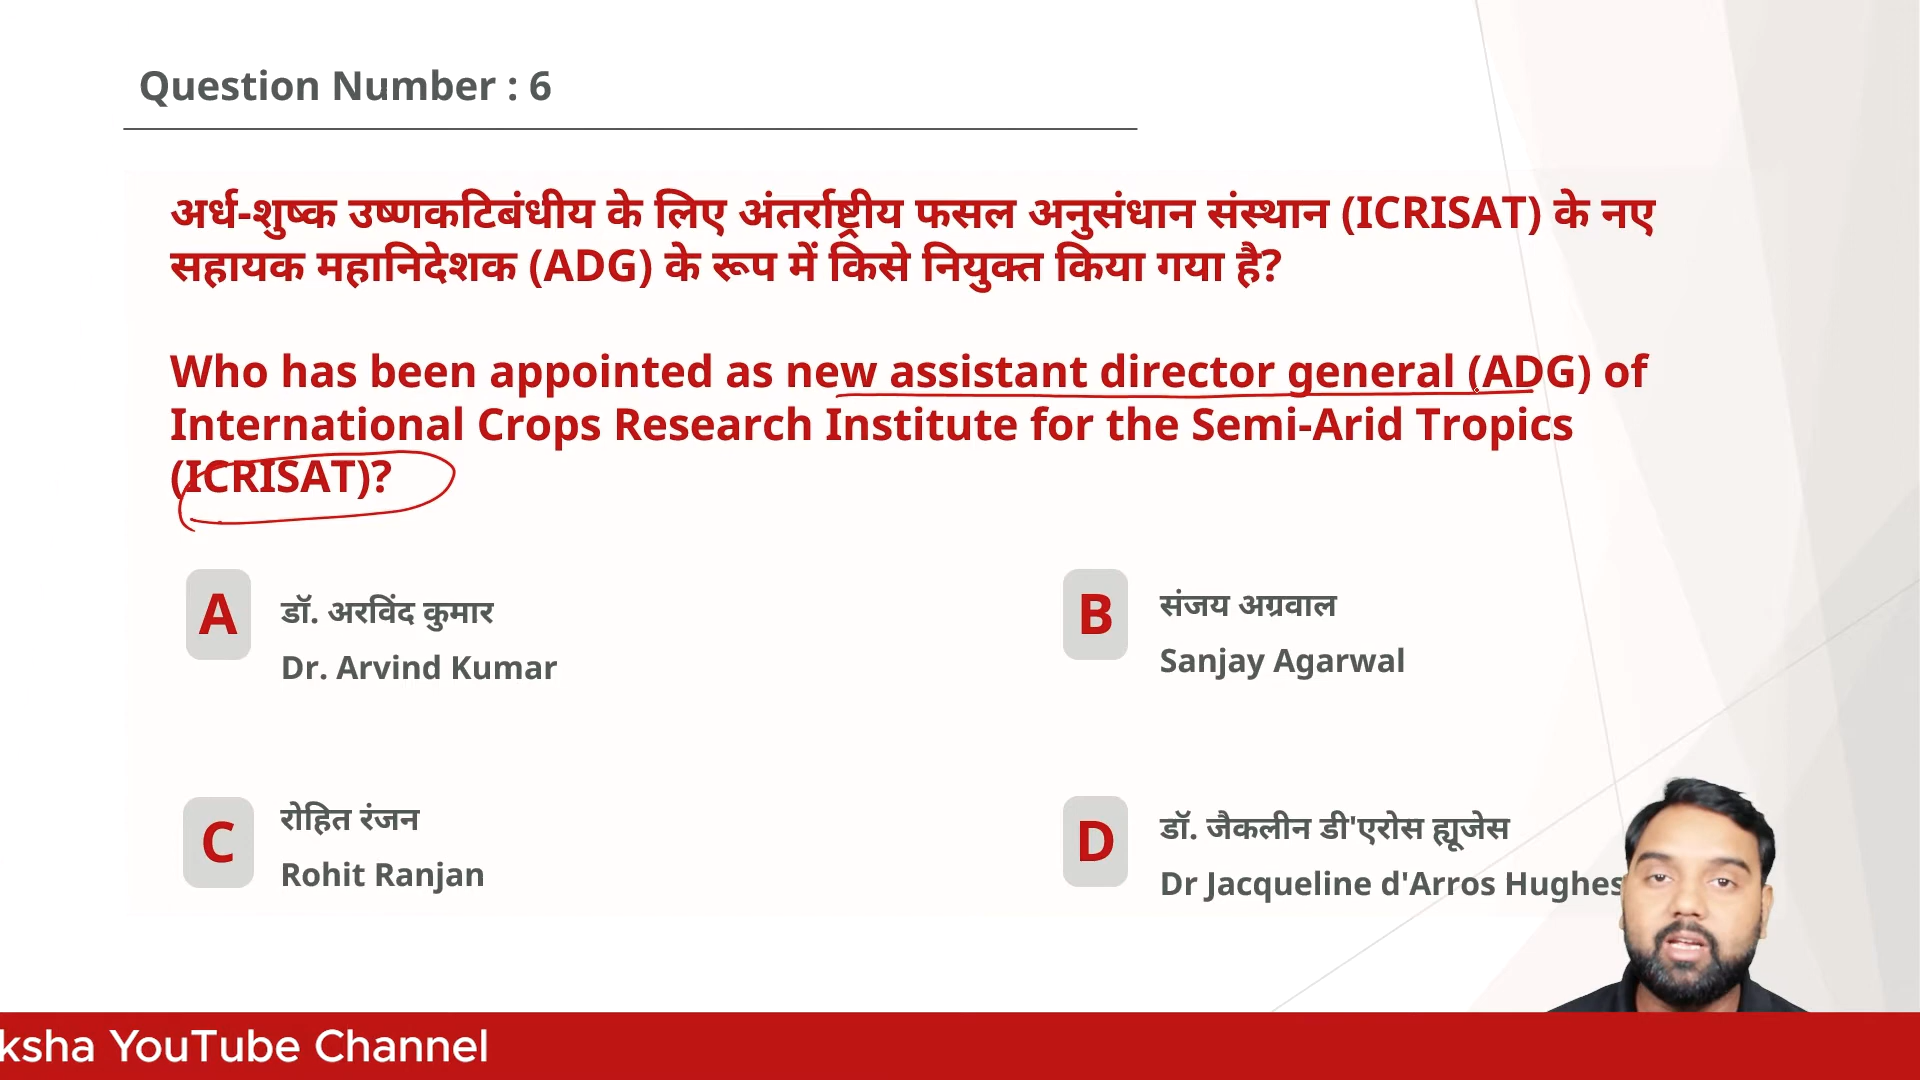 Question Number : 6
अर्ध-शुष्क उष्णकटिबंधीय के लिए अंतर्राष्ट्रीय फसल अनुसंधान संस्थान (ICRISAT) के नए
सहायक महानिदेशक (ADG) के रूप में किसे नियुक्त किया गया है?
Who has been appointed as new assistant director general (ADG) of
International Crops Research Institute for the Semi-Arid Tropics
(ICRISAT)?
A
डॉ. अरविंद कुमार
Dr. Arvind Kumar
B
संजय अग्रवाल
Sanjay Agarwal
C
रोहित रंजन
Rohit Ranjan
D
डॉ. जैकलीन डी'एरोस ह्यूजेस
Dr Jacqueline d'Arros Hughes
ksha YouTube Channel